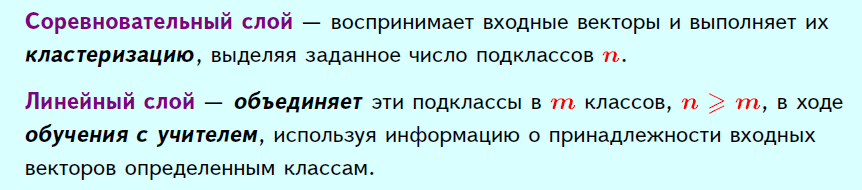 Соревновательный слой — воспринимает входные векторы и выполняет их
кластеризацию, выделяя заданное число подклассов n.
Линейный слой — объединяет эти подклассы в m классов, n ⩾ m, в ходе
обучения с учителем, используя информацию о принадлежности входных
векторов определенным классам.